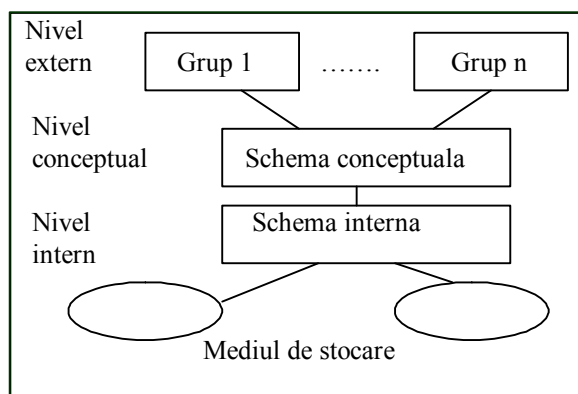 Nivel
extern
Grup 1 ……. Grup n
Nivel
conceptual
Schema conceptuala
Nivel
intern
Schema interna
Mediul de stocare